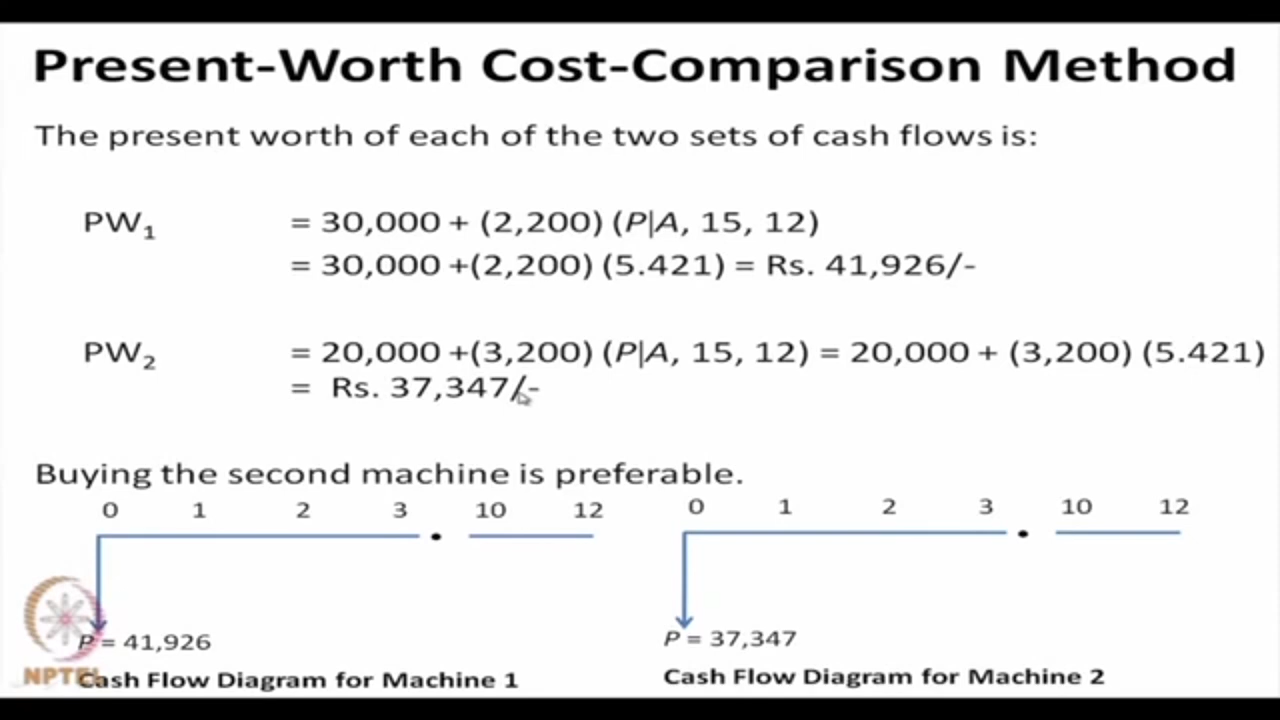 Present-Worth Cost-Comparison Method
The present worth of each of the two sets of cash flows is:
PW1 = 30,000 + (2,200) (P|A, 15, 12)
= 30,000 +(2,200) (5.421) = Rs. 41,926/-
PW2 = 20,000 +(3,200) (P|A, 15, 12) = 20,000 + (3,200) (5.421)
= Rs. 37,347/-
Buying the second machine is preferable.
0 1 2 3 10 12
0 1 2 3 10 12
P = 41,926
P = 37,347
NPTEL
Cash Flow Diagram for Machine 1
Cash Flow Diagram for Machine 2